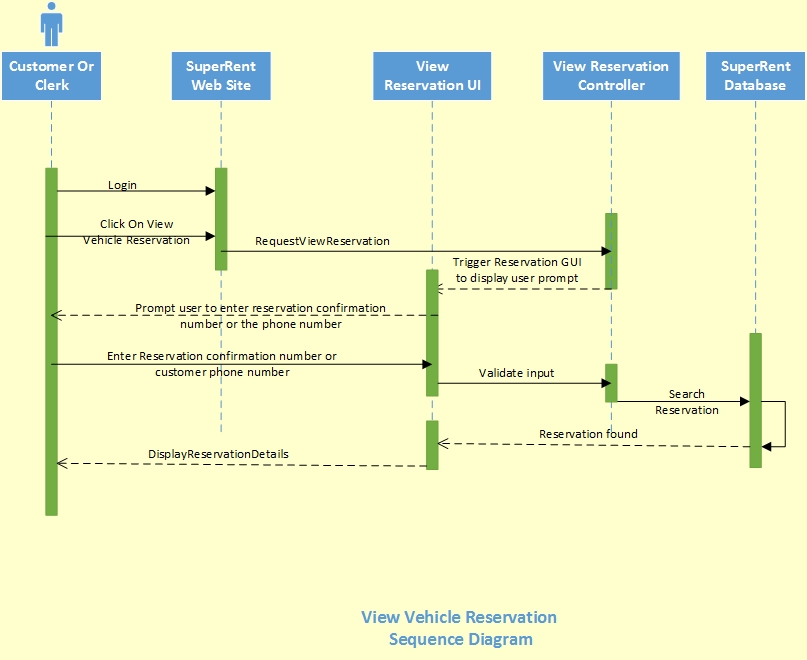 Customer Or
Clerk
SuperRent
Web Site
View
Reservation UI
View Reservation
Controller
SuperRent
Database
Login
Click On View
Vehicle Reservation
RequestViewReservation
Trigger Reservation GUI
to display user prompt
Prompt user to enter reservation confirmation
number or the phone number
Enter Reservation confirmation number or
customer phone number
Validate input
Search
Reservation
Reservation found
DisplayReservationDetails
View Vehicle Reservation
Sequence Diagram